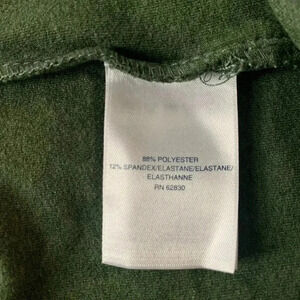 88% POLYESTER
12% SPANDEX/ELASTANE/ELASTANE/
ELASTHANNE
RN 62830